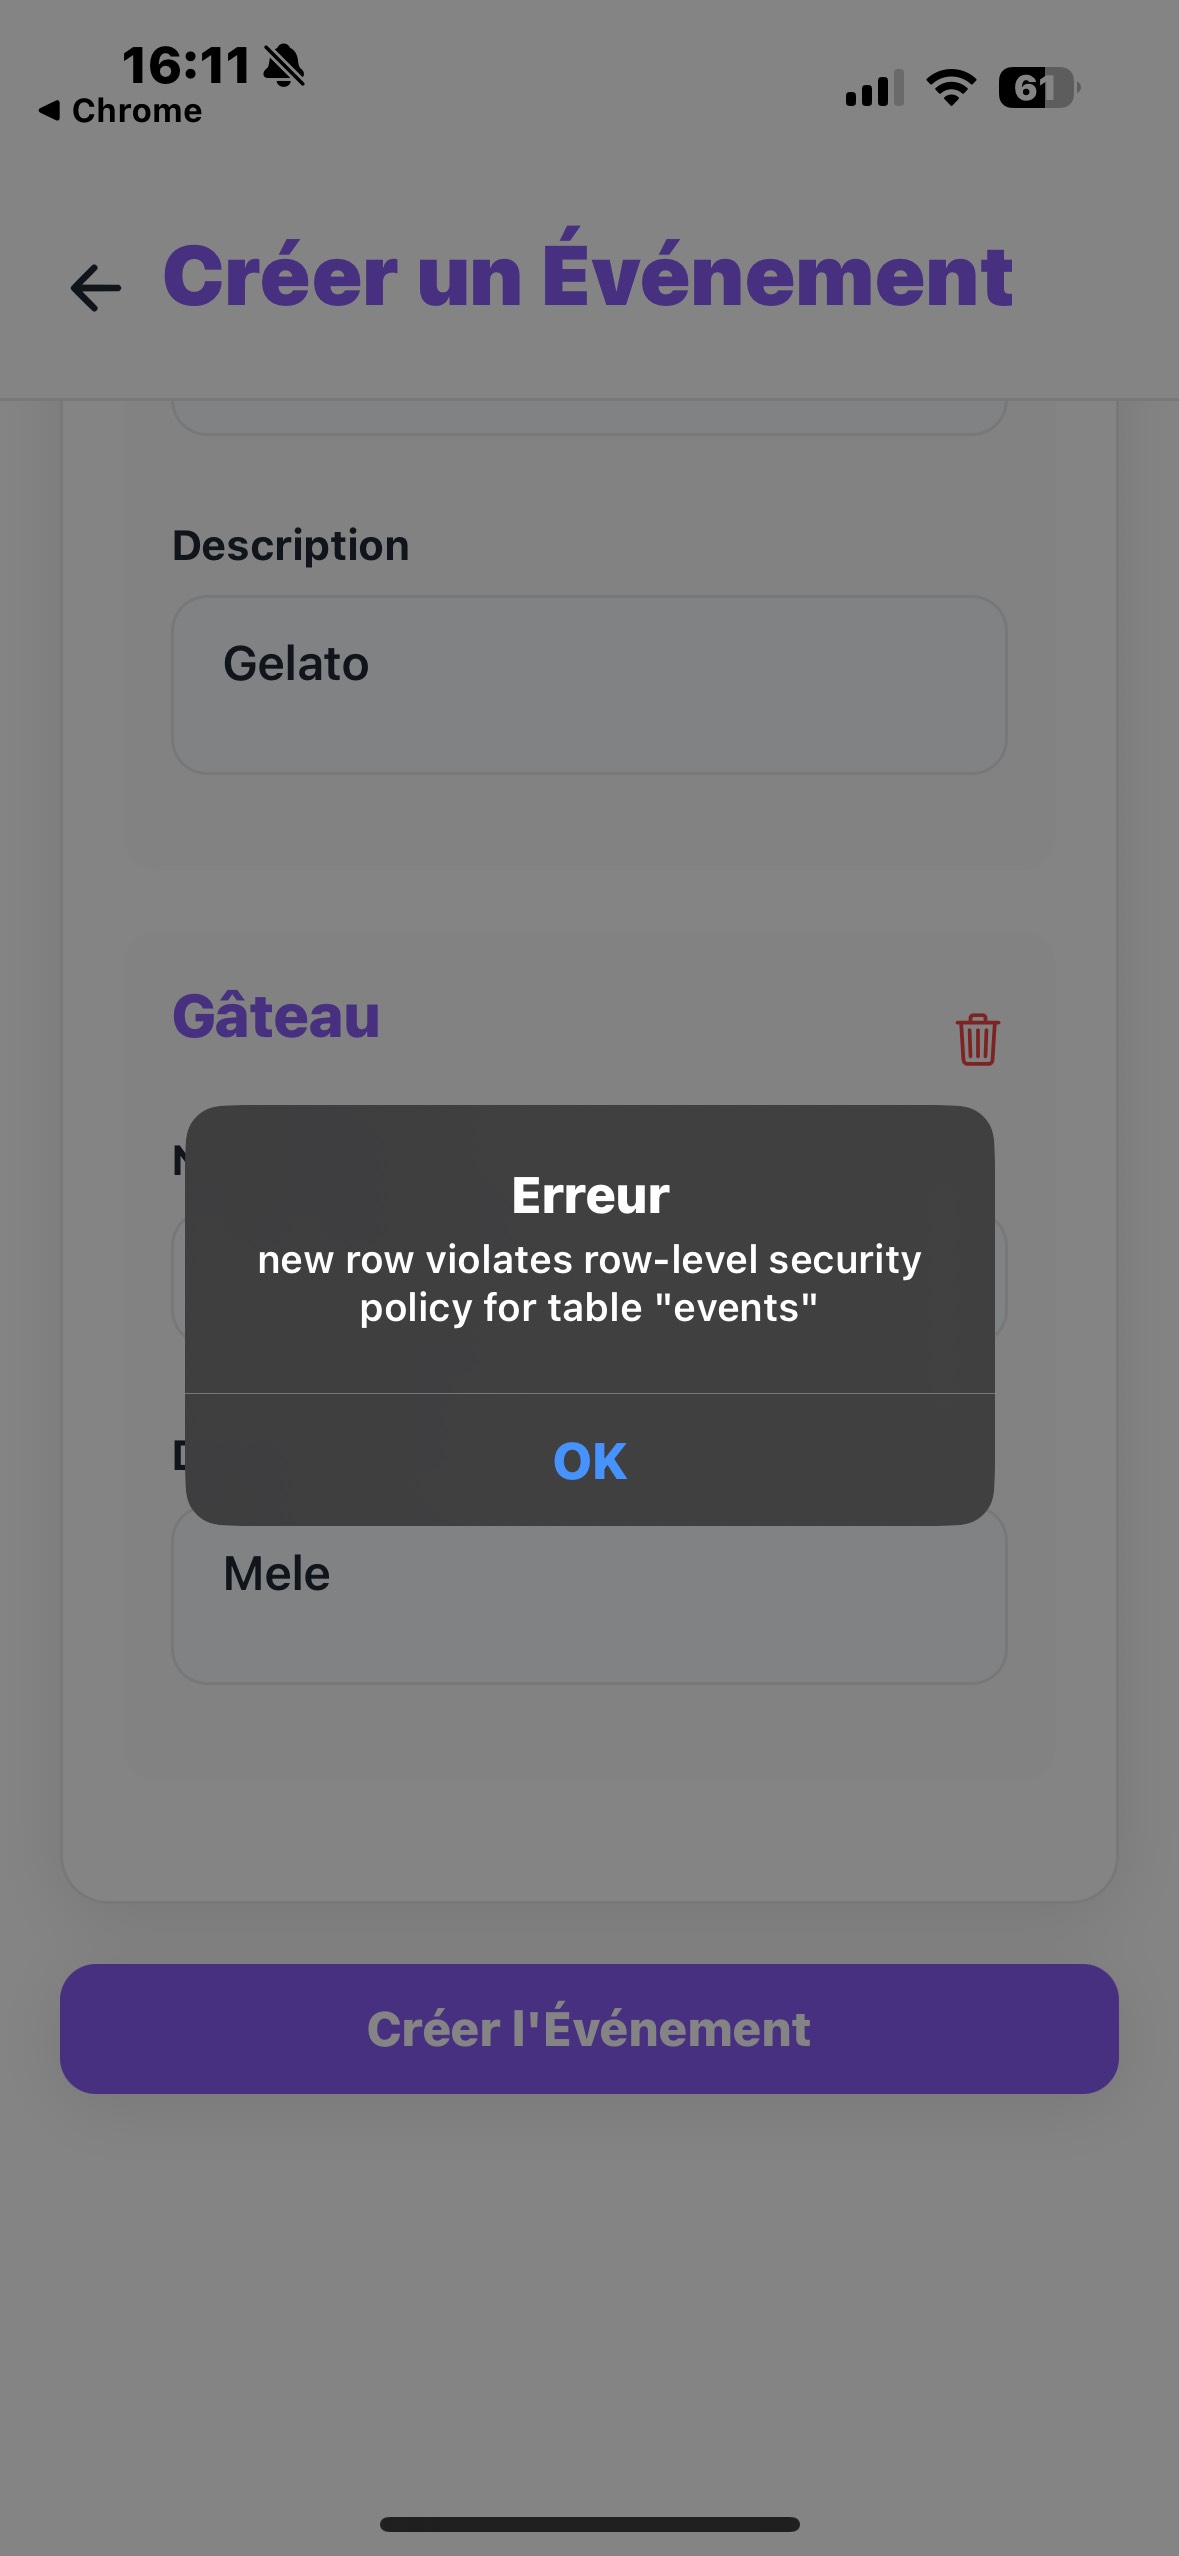 16:11
Chrome
61
Créer un Événement
Description
Gelato
Gâteau
Erreur
new row violates row-level security
policy for table "events"
OK
Mele
Créer l'Événement